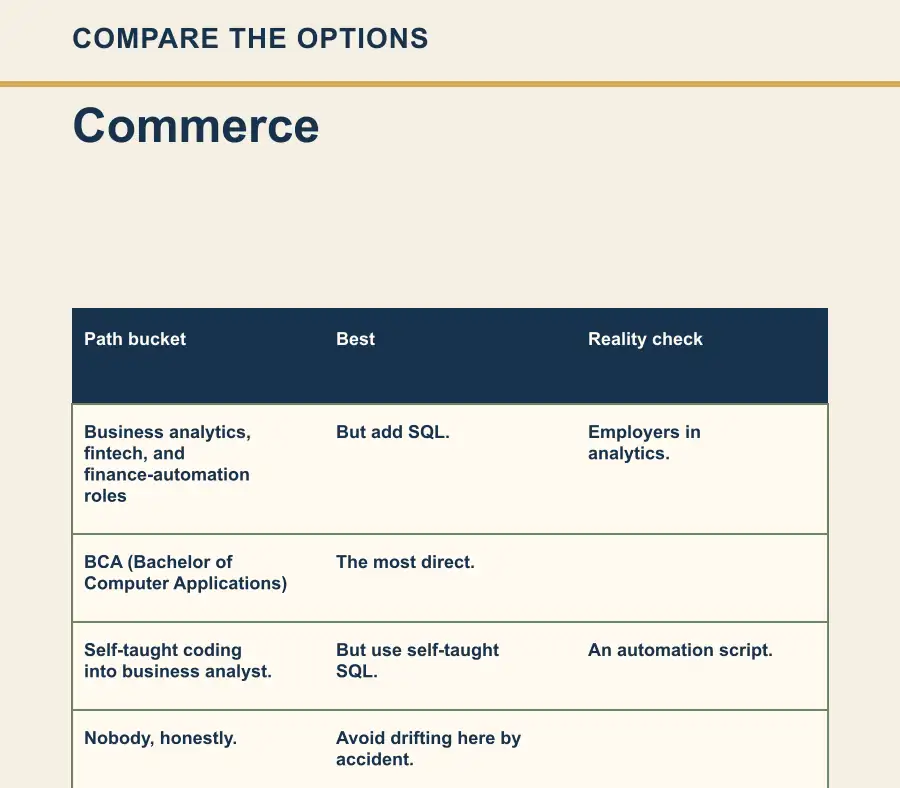 COMPARE THE OPTIONS
Commerce
Path bucket
Best
Reality check
Business analytics,
fintech, and
finance-automation
roles
But add SQL.
Employers in
analytics.
BCA (Bachelor of
Computer Applications)
The most direct.
Self-taught coding
into business analyst.
But use self-taught
SQL.
An automation script.
Nobody, honestly.
Avoid drifting here by
accident.